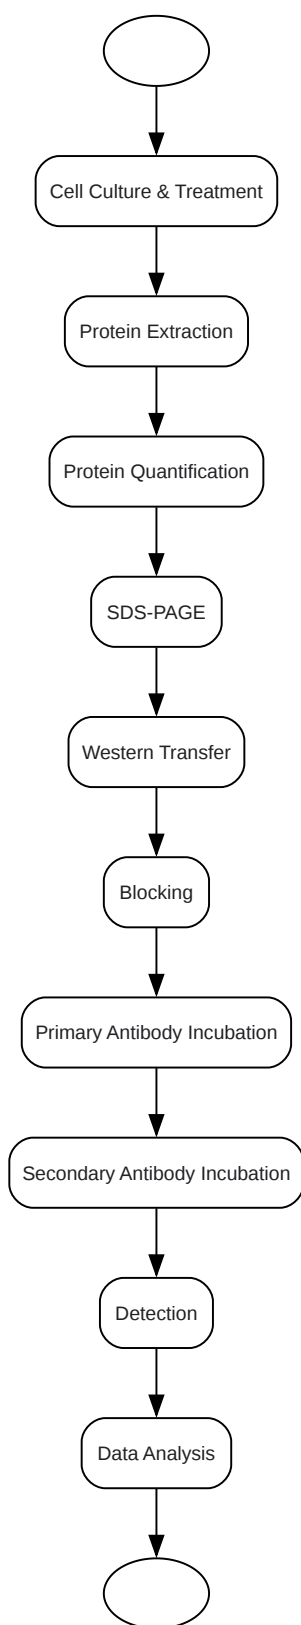 Cell Culture & Treatment
Protein Extraction
Protein Quantification
SDS-PAGE
Western Transfer
Blocking
Primary Antibody Incubation
Secondary Antibody Incubation
Detection
Data Analysis